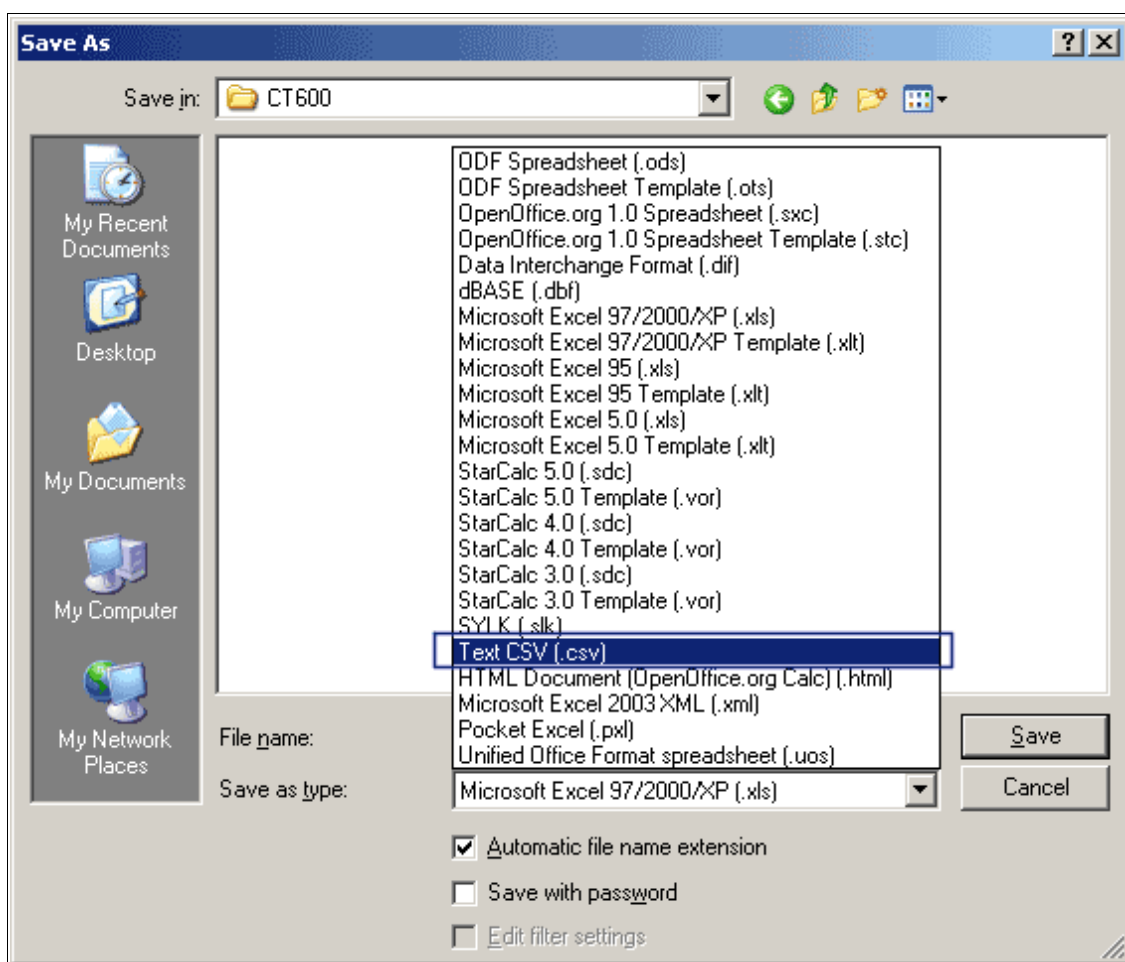 Save As
Save in:
CT600
My Recent
Documents
Desktop
My Documents
My Computer
My Network
Places
ODF Spreadsheet (.ods)
ODF Spreadsheet Template (.ots)
OpenOffice.org 1.0 Spreadsheet (.sxc)
OpenOffice.org 1.0 Spreadsheet Template (.stc)
Data Interchange Format (.dif)
dBASE (.dbf)
Microsoft Excel 97/2000/XP (.xls)
Microsoft Excel 97/2000/XP Template (.xlt)
Microsoft Excel 95 (.xls)
Microsoft Excel 95 Template (.xlt)
Microsoft Excel 5.0 (.xls)
Microsoft Excel 5.0 Template (.xlt)
StarCalc 5.0 (.sdc)
StarCalc 5.0 Template (.vor)
StarCalc 4.0 (.sdc)
StarCalc 4.0 Template (.vor)
StarCalc 3.0 (.sdc)
StarCalc 3.0 Template (.vor)
SYLK (.slk)
Text CSV (.csv)
HTML Document (OpenOffice.org Calc) (.html)
Microsoft Excel 2003 XML (.xml)
Pocket Excel (.pxl)
Unified Office Format spreadsheet (.uos)
File name:
Save
Save as type:
Microsoft Excel 97/2000/XP (.xls)
Cancel
Automatic file name extension
Save with password
Edit filter settings